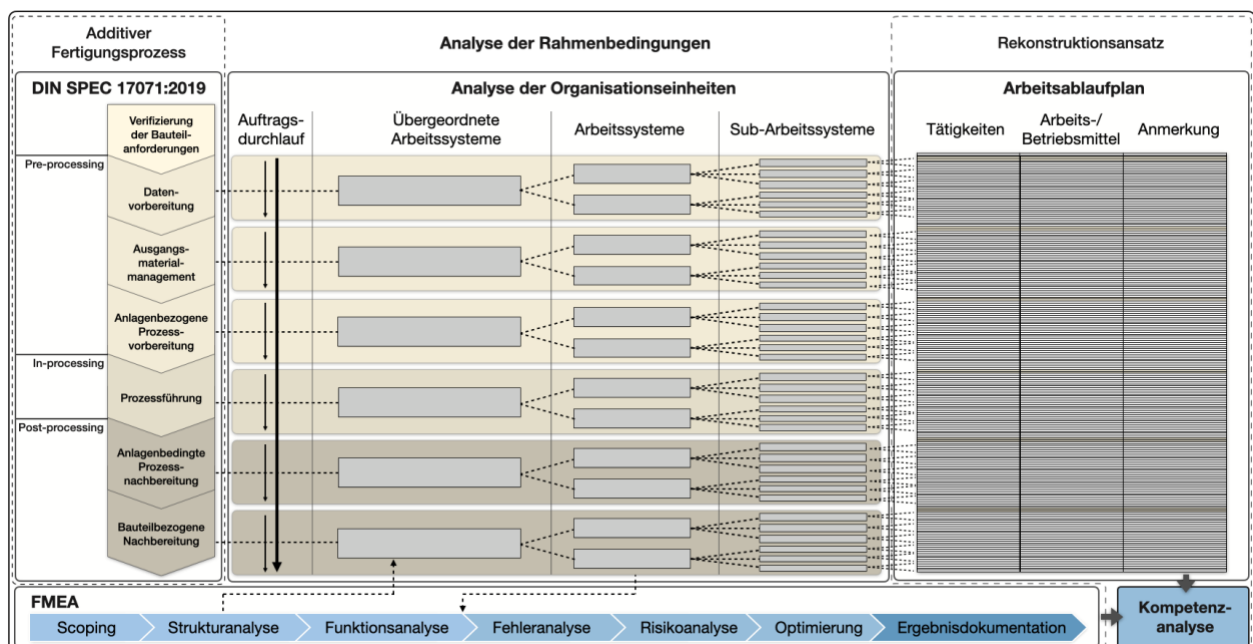 Additiver
Fertigungsprozess
Analyse der Rahmenbedingungen
Rekonstruktionsansatz
DIN SPEC 17071:2019
Analyse der Organisationseinheiten
Arbeitsablaufplan
Auftrags-
durchlauf
Übergeordnete
Arbeitssysteme
Arbeitssysteme
Sub-Arbeitssysteme
Tätigkeiten
Arbeits-/
Betriebsmittel
Anmerkung
Verifizierung
der Bauteil-
anforderungen
Pre-processing
Daten-
vorbereitung
Ausgangs-
material-
management
Anlagenbezogene
Prozess-
vorbereitung
In-processing
Prozessführung
Post-processing
Anlagenbedingte
Prozess-
nachbereitung
Bauteilbezogene
Nachbereitung
FMEA
Scoping
Strukturanalyse
Funktionsanalyse
Fehleranalyse
Risikoanalyse
Optimierung
Ergebnisdokumentation
Kompetenz-
analyse